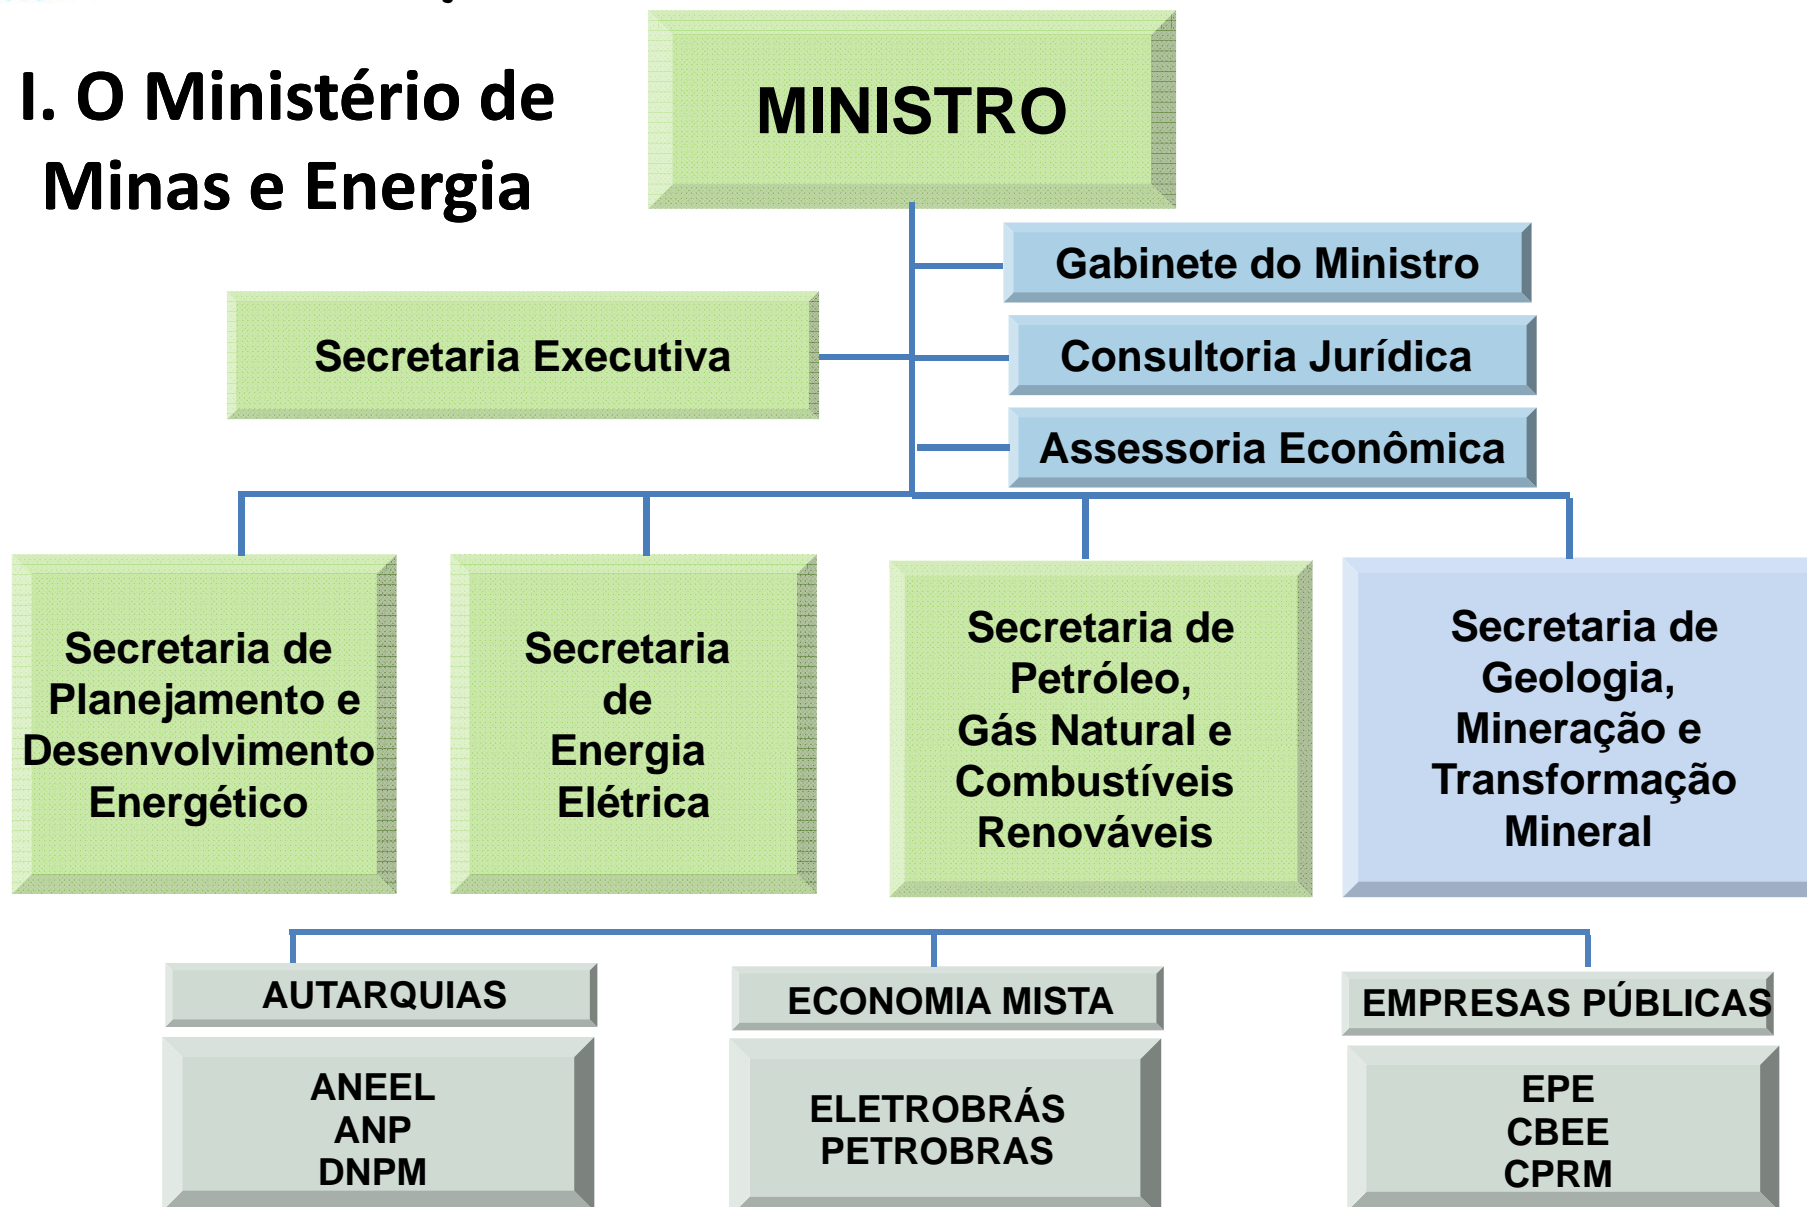 I. O Ministério de
Minas e Energia
MINISTRO
Gabinete do Ministro
Secretaria Executiva
Consultoria Jurídica
Assessoria Econômica
Secretaria de
Planejamento e
Desenvolvimento
Energético
Secretaria
de
Energia
Elétrica
Secretaria de
Petróleo,
Gás Natural e
Combustíveis
Renováveis
Secretaria de
Geologia,
Mineração e
Transformação
Mineral
AUTARQUIAS
ANEEL
ANP
DNPM
ECONOMIA MISTA
ELETROBRÁS
PETROBRAS
EMPRESAS PÚBLICAS
EPE
CBEE
CPRM